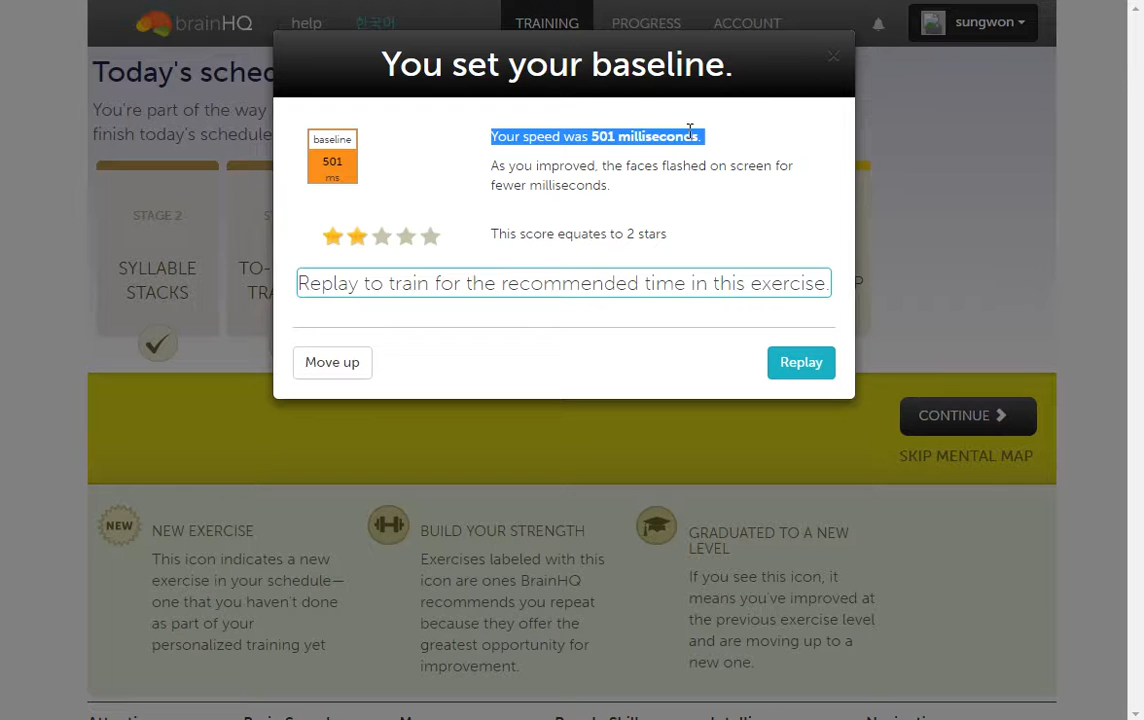 brainHQ
help
한국어
TRAINING
PROGRESS
ACCOUNT
sungwon
You set your baseline.
Today's sched
You're part of the way
finish today's schedule
baseline
501
ms
Your speed was 501 milliseconds.
As you improved, the faces flashed on screen for
fewer milliseconds.
This score equates to 2 stars
Replay to train for the recommended time in this exercise.
Move up
Replay
STAGE 2
SYLLABLE
STACKS
CONTINUE
SKIP MENTAL MAP
NEW
NEW EXERCISE
This icon indicates a new
exercise in your schedule—
one that you haven't done
as part of your
personalized training yet
BUILD YOUR STRENGTH
Exercises labeled with this
icon are ones BrainHQ
recommends you repeat
because they offer the
greatest opportunity for
improvement.
GRADUATED TO A NEW
LEVEL
If you see this icon, it
means you've improved at
the previous exercise level
and are moving up to a
new one.